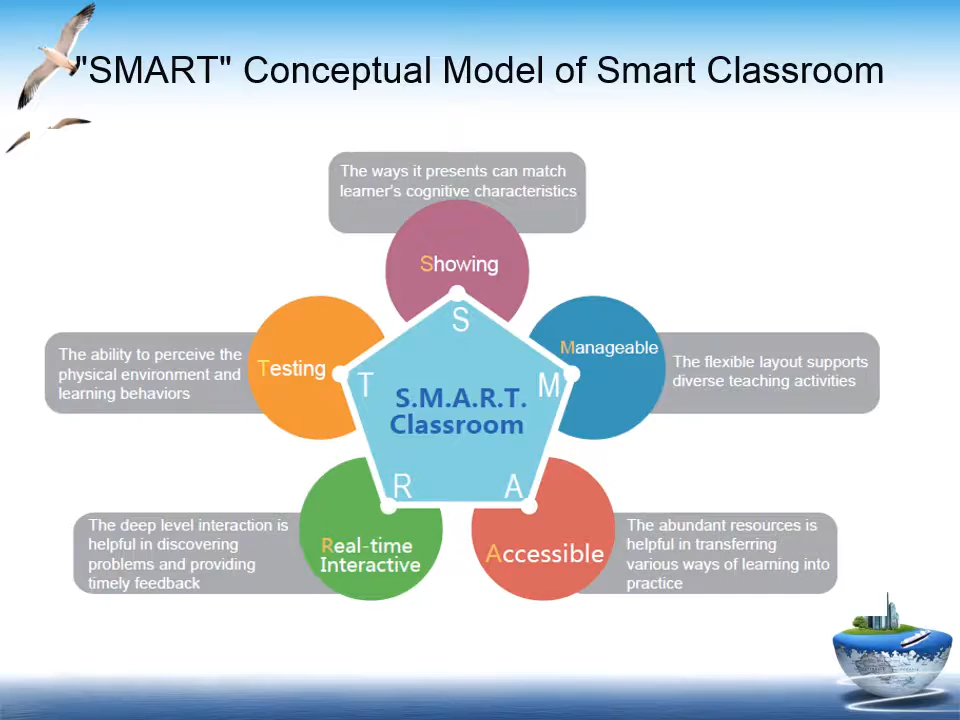 "SMART" Conceptual Model of Smart Classroom
The ways it presents can match
learner's cognitive characteristics
Showing
S
Testing
The ability to perceive the
physical environment and
learning behaviors
T
Manageable
The flexible layout supports
diverse teaching activities
M
S.M.A.R.T.
Classroom
R
A
The deep level interaction is
helpful in discovering
problems and providing
timely feedback
Real-time
Interactive
Accessible
The abundant resources is
helpful in transferring
various ways of learning into
practice